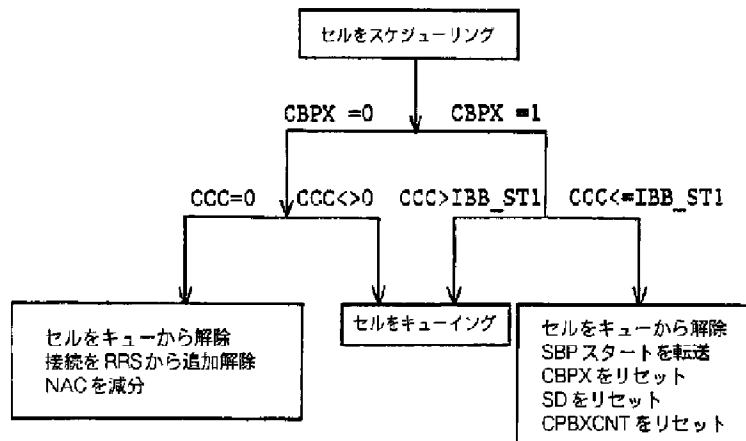 セルをスケジューリング
CBPX =0 CBPX =1
CCC=0 CCC<>0 CCC>IBB_ST1 CCC<=IBB_ST1
セルをキューから解除
接続をRRSから追加解除
NACを減分
セルをキューイング
セルをキューから解除
SBPスタートを転送
CBPXをリセット
SDをリセット
CPBXCNTをリセット